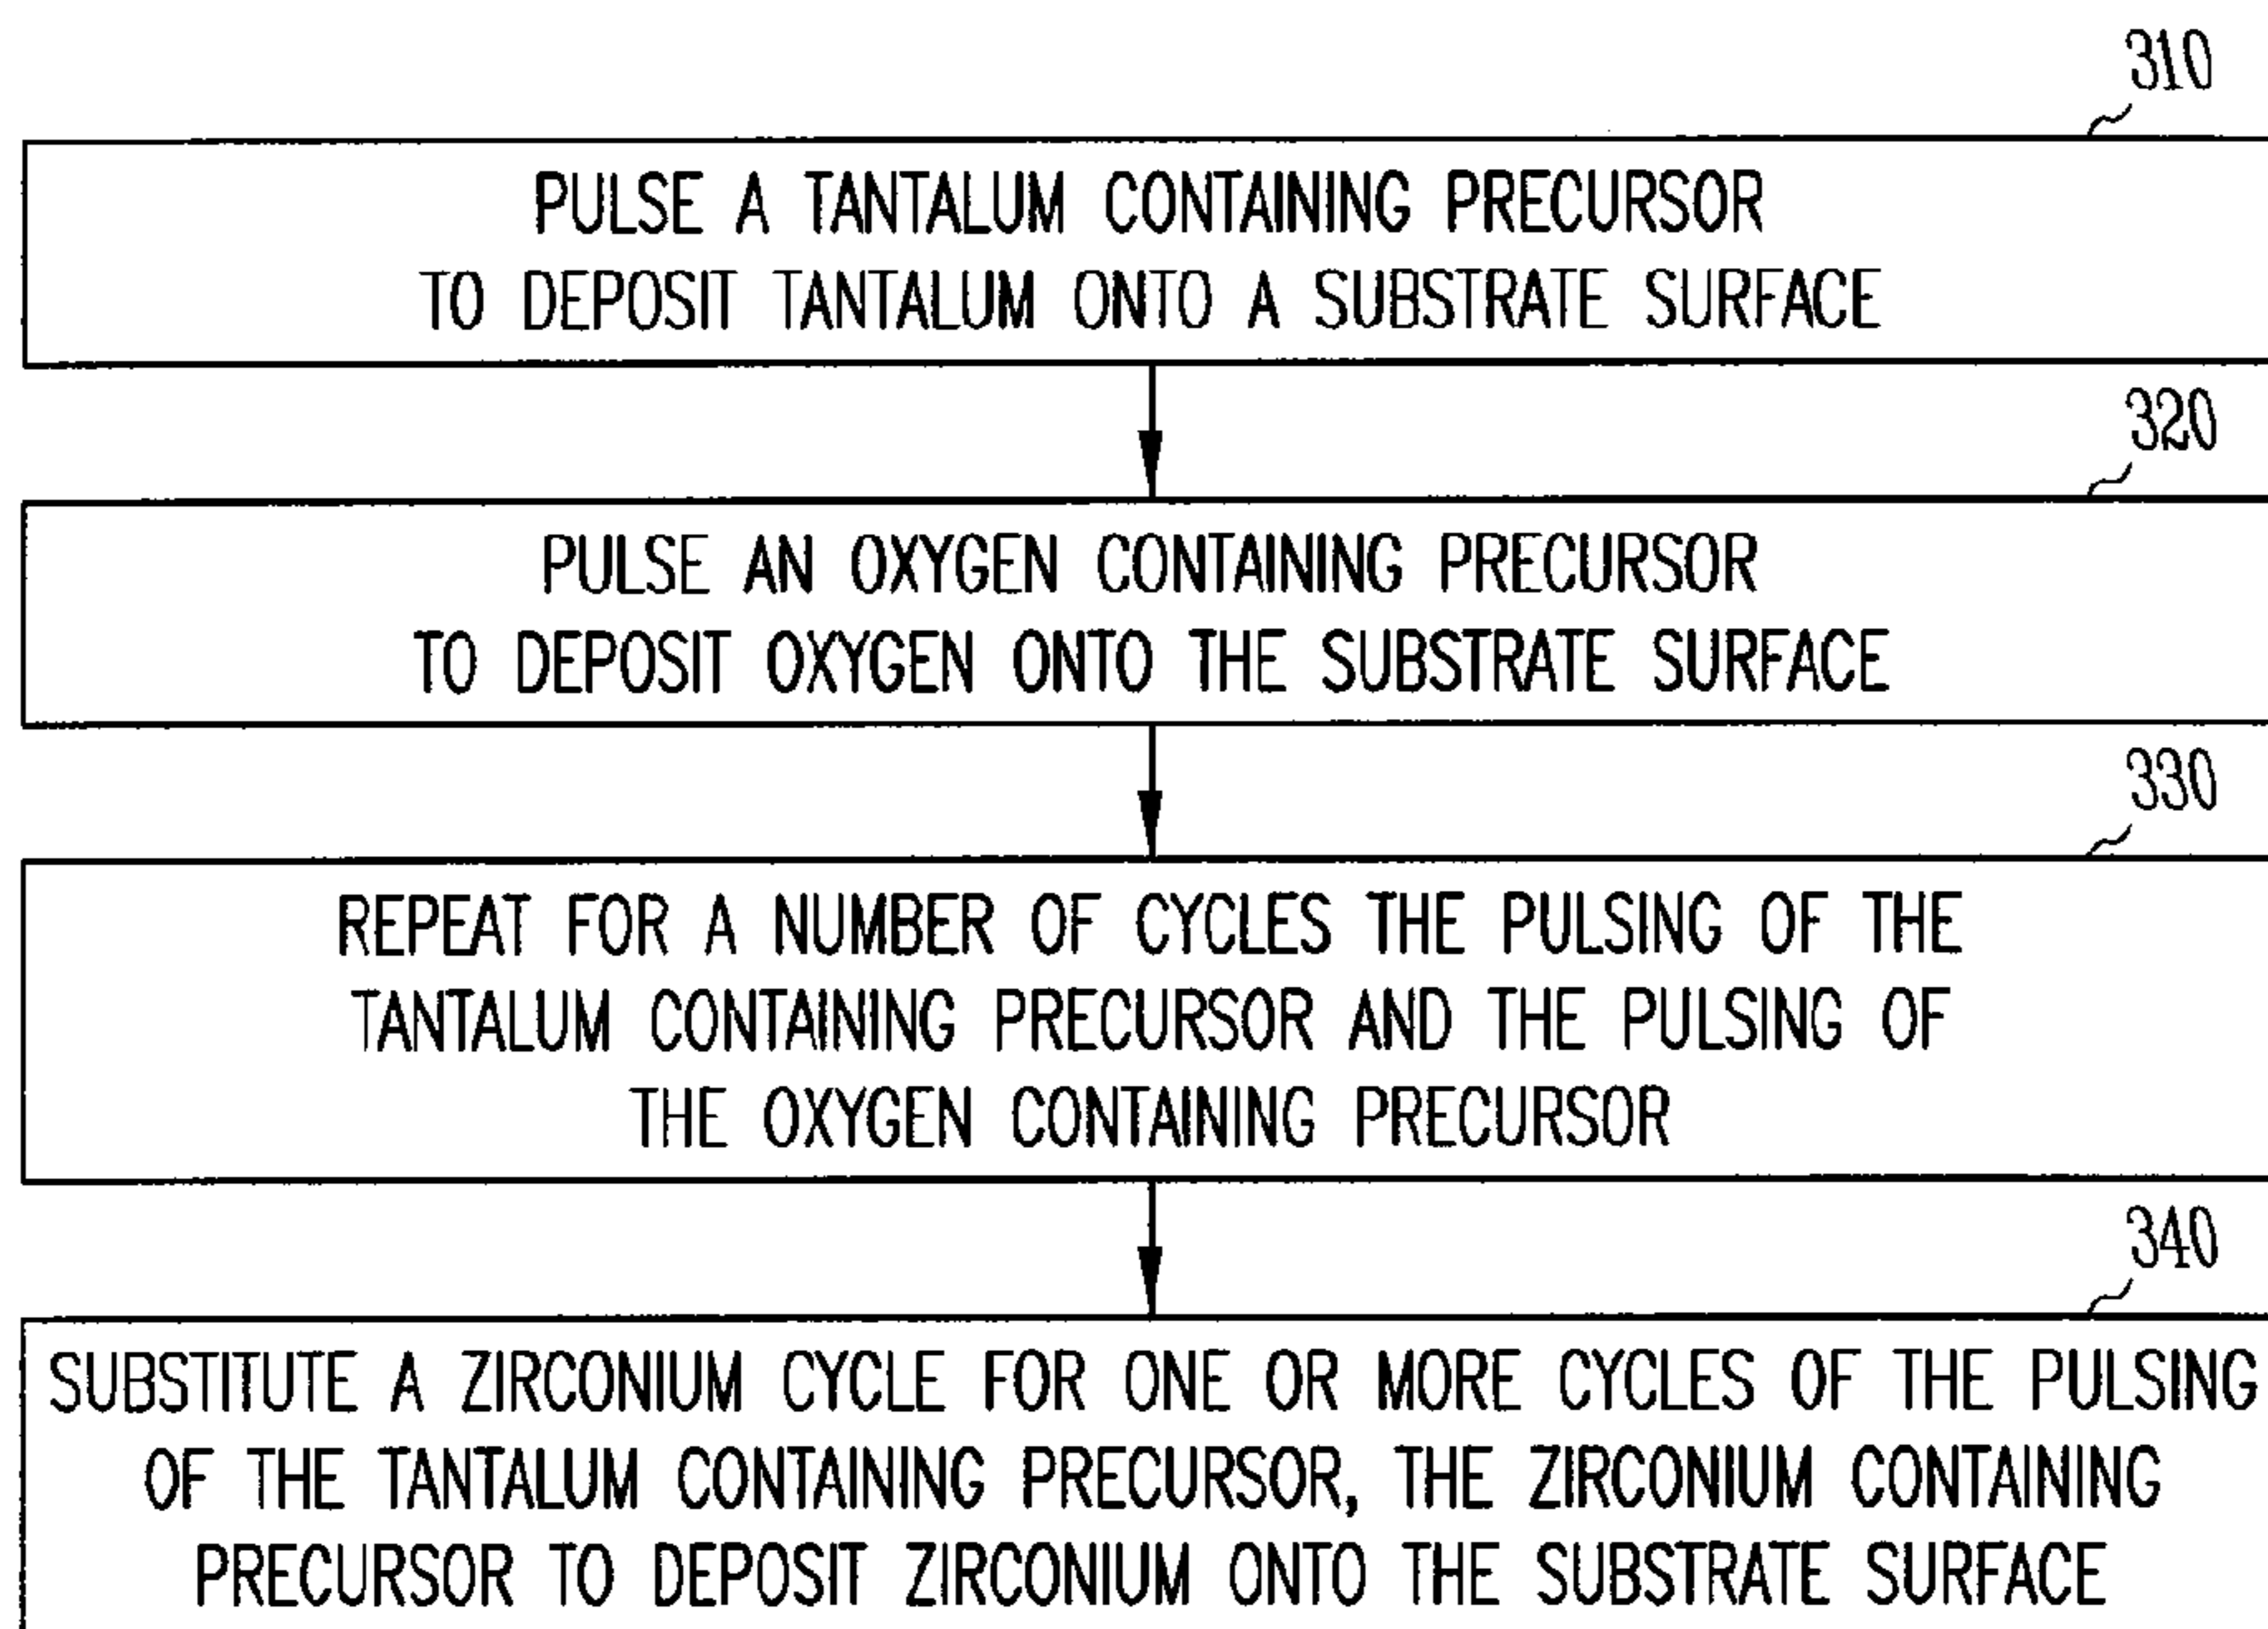 310
PULSE A TANTALUM CONTAINING PRECURSOR
TO DEPOSIT TANTALUM ONTO A SUBSTRATE SURFACE
320
PULSE AN OXYGEN CONTAINING PRECURSOR
TO DEPOSIT OXYGEN ONTO THE SUBSTRATE SURFACE
330
REPEAT FOR A NUMBER OF CYCLES THE PULSING OF THE
TANTALUM CONTAINING PRECURSOR AND THE PULSING OF
THE OXYGEN CONTAINING PRECURSOR
340
SUBSTITUTE A ZIRCONIUM CYCLE FOR ONE OR MORE CYCLES OF THE PULSING
OF THE TANTALUM CONTAINING PRECURSOR, THE ZIRCONIUM CONTAINING
PRECURSOR TO DEPOSIT ZIRCONIUM ONTO THE SUBSTRATE SURFACE